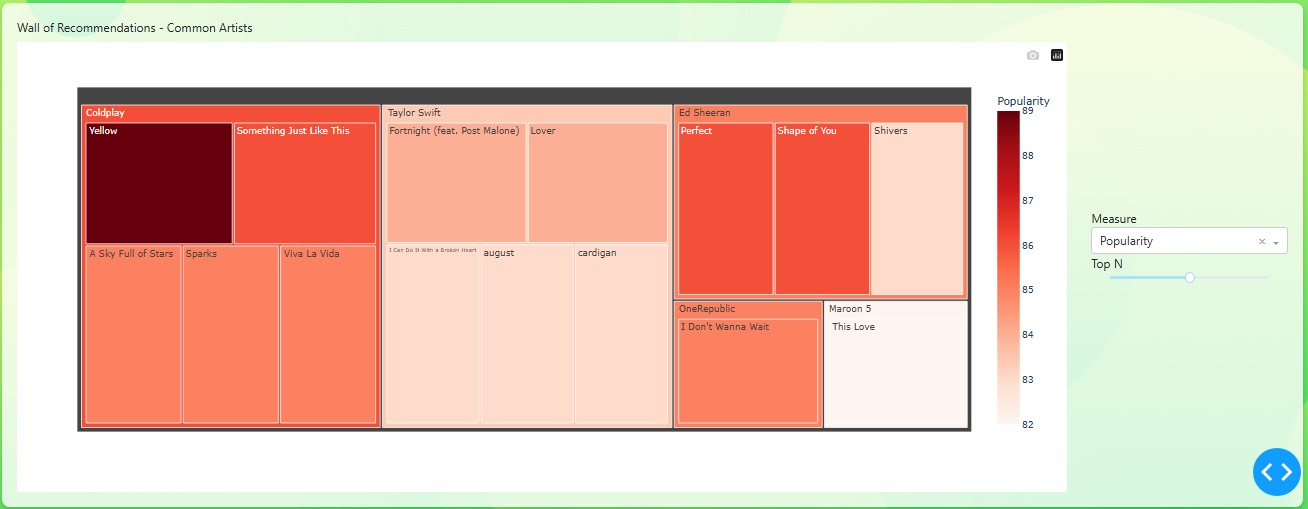 Wall of Recommendations - Common Artists
Popularity
Coldplay
Taylor Swift
Ed Sheeran
89
Yellow
Something Just Like This
Fortnight (feat. Post Malone)
Lover
Perfect
Shape of You
Shivers
88
87
Measure
86
Popularity
A Sky Full of Stars
Sparks
Viva La Vida
I Can Do It With a Broken Heart
august
cardigan
Top N
85
OneRepublic
Maroon 5
I Don't Wanna Wait
This Love
84
83
82